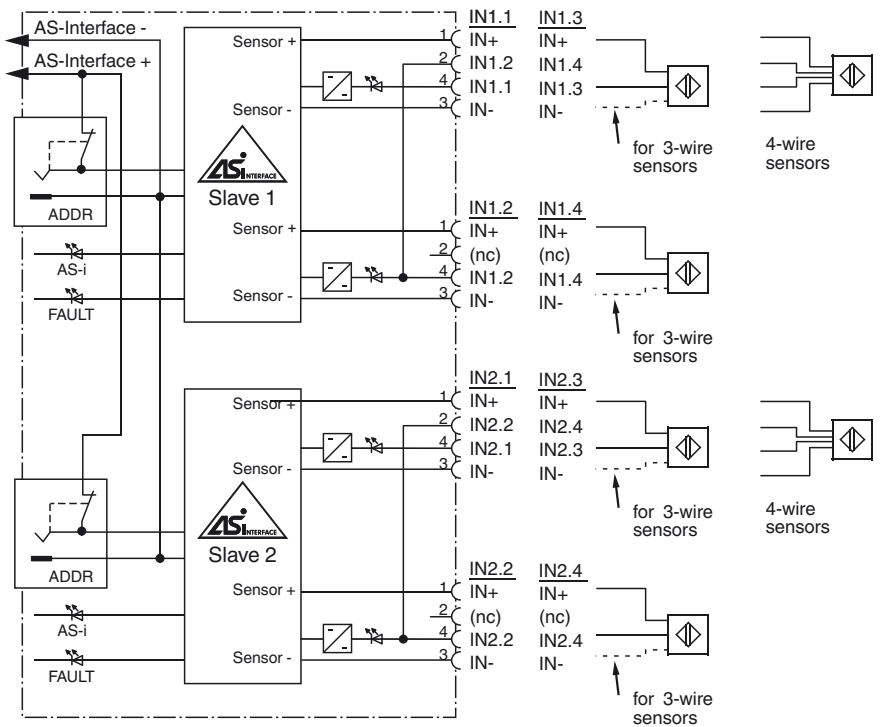 AS-Interface -
AS-Interface +
ADDR
AS-i
FAULT
Sensor +
Sensor -
ASi INTERFACE
Slave 1
Sensor +
Sensor -
IN1.1 IN1.3
1 IN+ IN+
2 IN1.2 IN1.4
4 IN1.1 IN1.3
3 IN- IN-
for 3-wire
sensors
4-wire
sensors
IN1.2 IN1.4
1 IN+ IN+
2 (nc) (nc)
4 IN1.2 IN1.4
3 IN- IN-
for 3-wire
sensors
ADDR
AS-i
FAULT
Sensor +
Sensor -
ASi INTERFACE
Slave 2
Sensor +
Sensor -
IN2.1 IN2.3
1 IN+ IN+
2 IN2.2 IN2.4
4 IN2.1 IN2.3
3 IN- IN-
for 3-wire
sensors
4-wire
sensors
IN2.2 IN2.4
1 IN+ IN+
2 (nc) (nc)
4 IN2.2 IN2.4
3 IN- IN-
for 3-wire
sensors